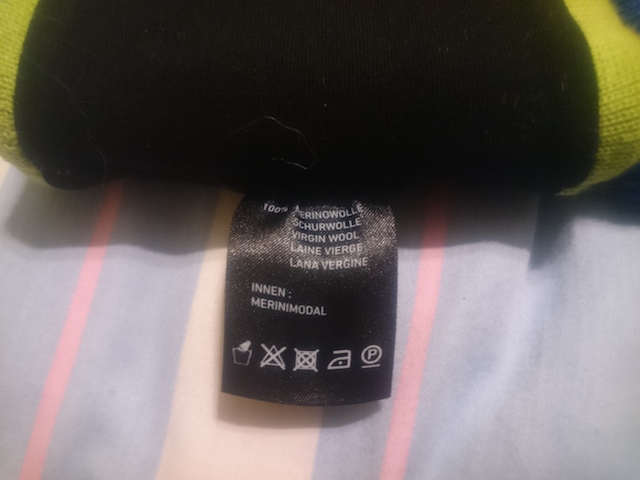 100% MERINOWOLLE
SCHURWOLLE
VIRGIN WOOL
LAINE VIERGE
LANA VERGINE
INNEN :
MERINIMODAL
P